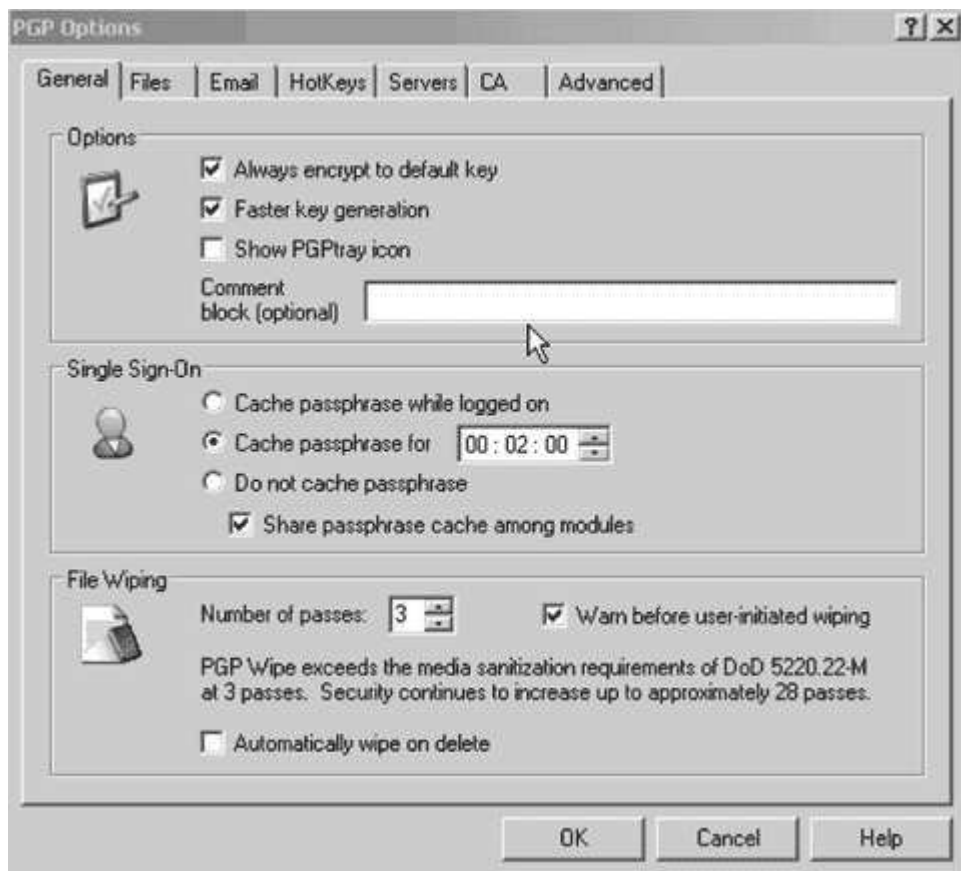 PGP Options
General Files Email HotKeys Servers CA Advanced
Options
Always encrypt to default key
Faster key generation
Show PGPtray icon
Comment
block (optional)
Single Sign-On
Cache passphrase while logged on
Cache passphrase for 00 : 02 : 00
Do not cache passphrase
Share passphrase cache among modules
File Wiping
Number of passes: 3 Warn before user-initiated wiping
PGP Wipe exceeds the media sanitization requirements of DoD 5220.22-M
at 3 passes. Security continues to increase up to approximately 28 passes.
Automatically wipe on delete
OK Cancel Help